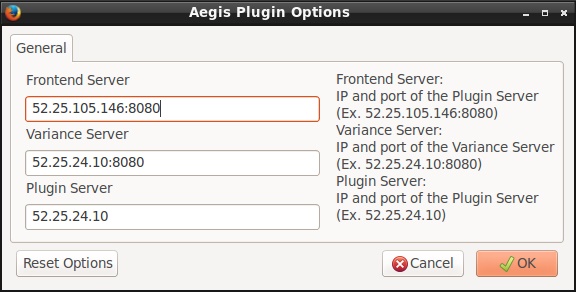 Aegis Plugin Options
General
Frontend Server
52.25.105.146:8080
Variance Server
52.25.24.10:8080
Plugin Server
52.25.24.10
Frontend Server:
IP and port of the Plugin Server
(Ex. 52.25.105.146:8080)
Variance Server:
IP and port of the Variance Server
(Ex. 52.25.24.10:8080)
Plugin Server:
IP and port of the Plugin Server
(Ex. 52.25.24.10)
Reset Options
Cancel
OK